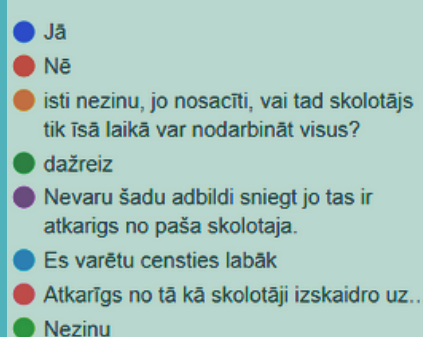 Jā
Nē
isti nezinu, jo nosacīti, vai tad skolotājs
tik īsā laikā var nodarbināt visus?
dažreiz
Nevaru šadu adbildi sniegt jo tas ir
atkarigs no paša skolotaja.
Es varētu censties labāk
Atkarīgs no tā kā skolotāji izskaidro uz...
Nezinu